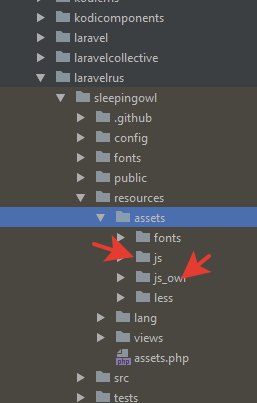 kodicomponents
laravel
laravelcollective
laravelrus
sleepingowl
.github
config
fonts
public
resources
assets
fonts
js
js_owl
less
lang
views
assets.php
src
tests